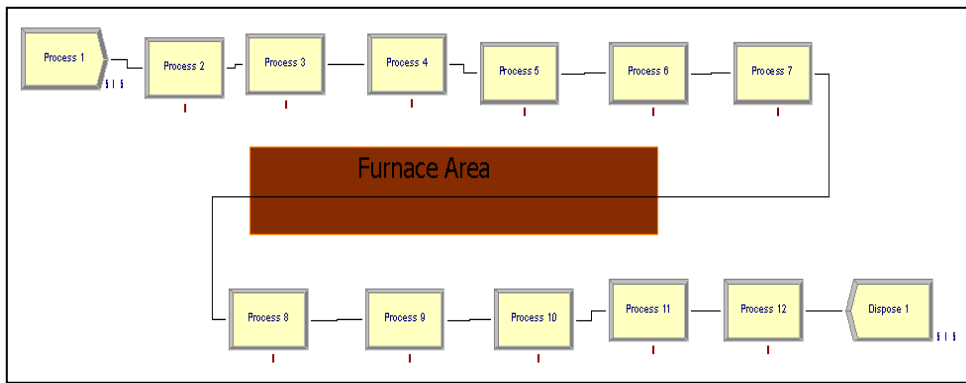 Process 1
Process 2
Process 3
Process 4
Process 5
Process 6
Process 7
Furnace Area
Process 8
Process 9
Process 10
Process 11
Process 12
Dispose 1